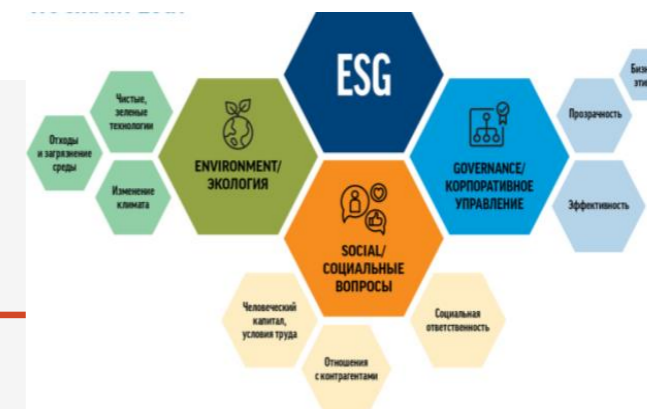 ESG
Чистые,
зеленые
технологии
Отходы
и загрязнение
среды
Изменение
климата
ENVIRONMENT/
ЭКОЛОГИЯ
SOCIAL/
СОЦИАЛЬНЫЕ
ВОПРОСЫ
GOVERNANCE/
КОРПОРАТИВНОЕ
УПРАВЛЕНИЕ
Прозрачность
Эффективность
Человеческий
капитал,
условия труда
Отношения
с контрагентами
Социальная
ответственность